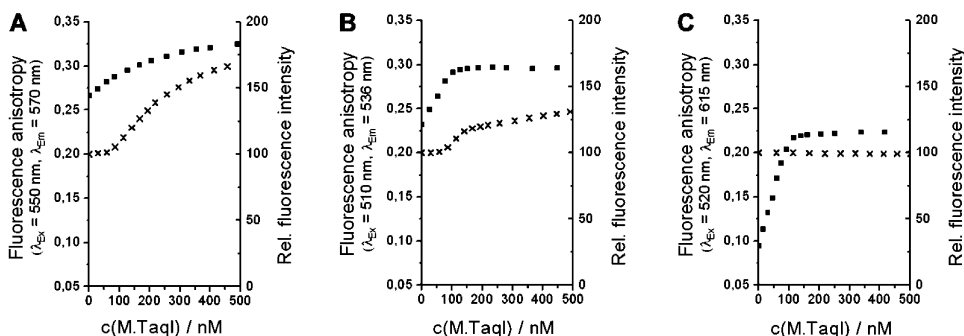 A
Fluorescence anisotropy
(λEx = 550 nm, λEm = 570 nm)
0,35
0,30
0,25
0,20
0,15
0,10
0,05
200
150
100
50
0
Rel. fluorescence intensity
0 100 200 300 400 500
c(M.TaqI) / nM
B
Fluorescence anisotropy
(λEx = 510 nm, λEm = 536 nm)
0,35
0,30
0,25
0,20
0,15
0,10
0,05
200
150
100
50
0
Rel. fluorescence intensity
0 100 200 300 400 500
c(M.TaqI) / nM
C
Fluorescence anisotropy
(λEx = 520 nm, λEm = 615 nm)
0,35
0,30
0,25
0,20
0,15
0,10
0,05
200
150
100
50
0
Rel. fluorescence intensity
0 100 200 300 400 500
c(M.TaqI) / nM